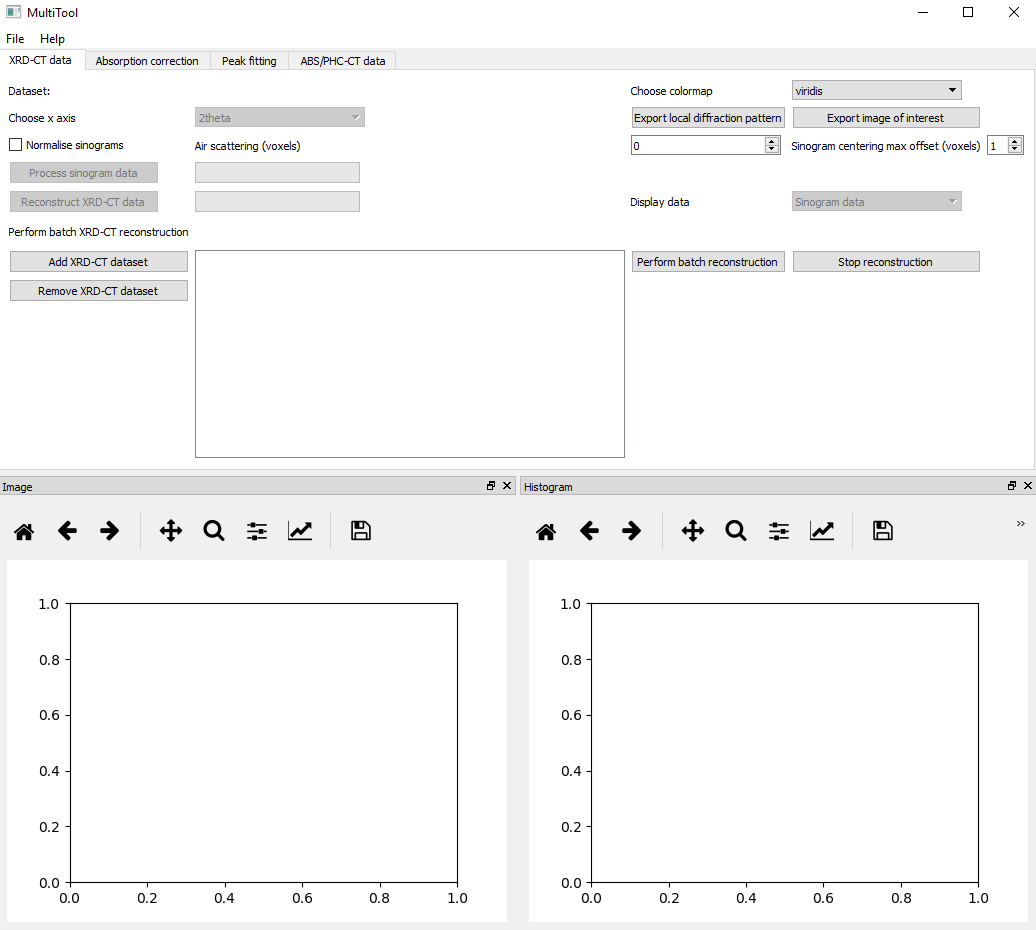 MultiTool
File Help
XRD-CT data Absorption correction Peak fitting ABS/PHC-CT data
Dataset: Choose colormap viridis
Choose x axis 2theta Export local diffraction pattern Export image of interest
Normalise sinograms Air scattering (voxels) 0 Sinogram centering max offset (voxels) 1
Process sinogram data
Reconstruct XRD-CT data Display data Sinogram data
Perform batch XRD-CT reconstruction
Add XRD-CT dataset Perform batch reconstruction Stop reconstruction
Remove XRD-CT dataset
Image Histogram
1.0 1.0
0.8 0.8
0.6 0.6
0.4 0.4
0.2 0.2
0.0 0.0
0.0 0.2 0.4 0.6 0.8 1.0 0.0 0.2 0.4 0.6 0.8 1.0